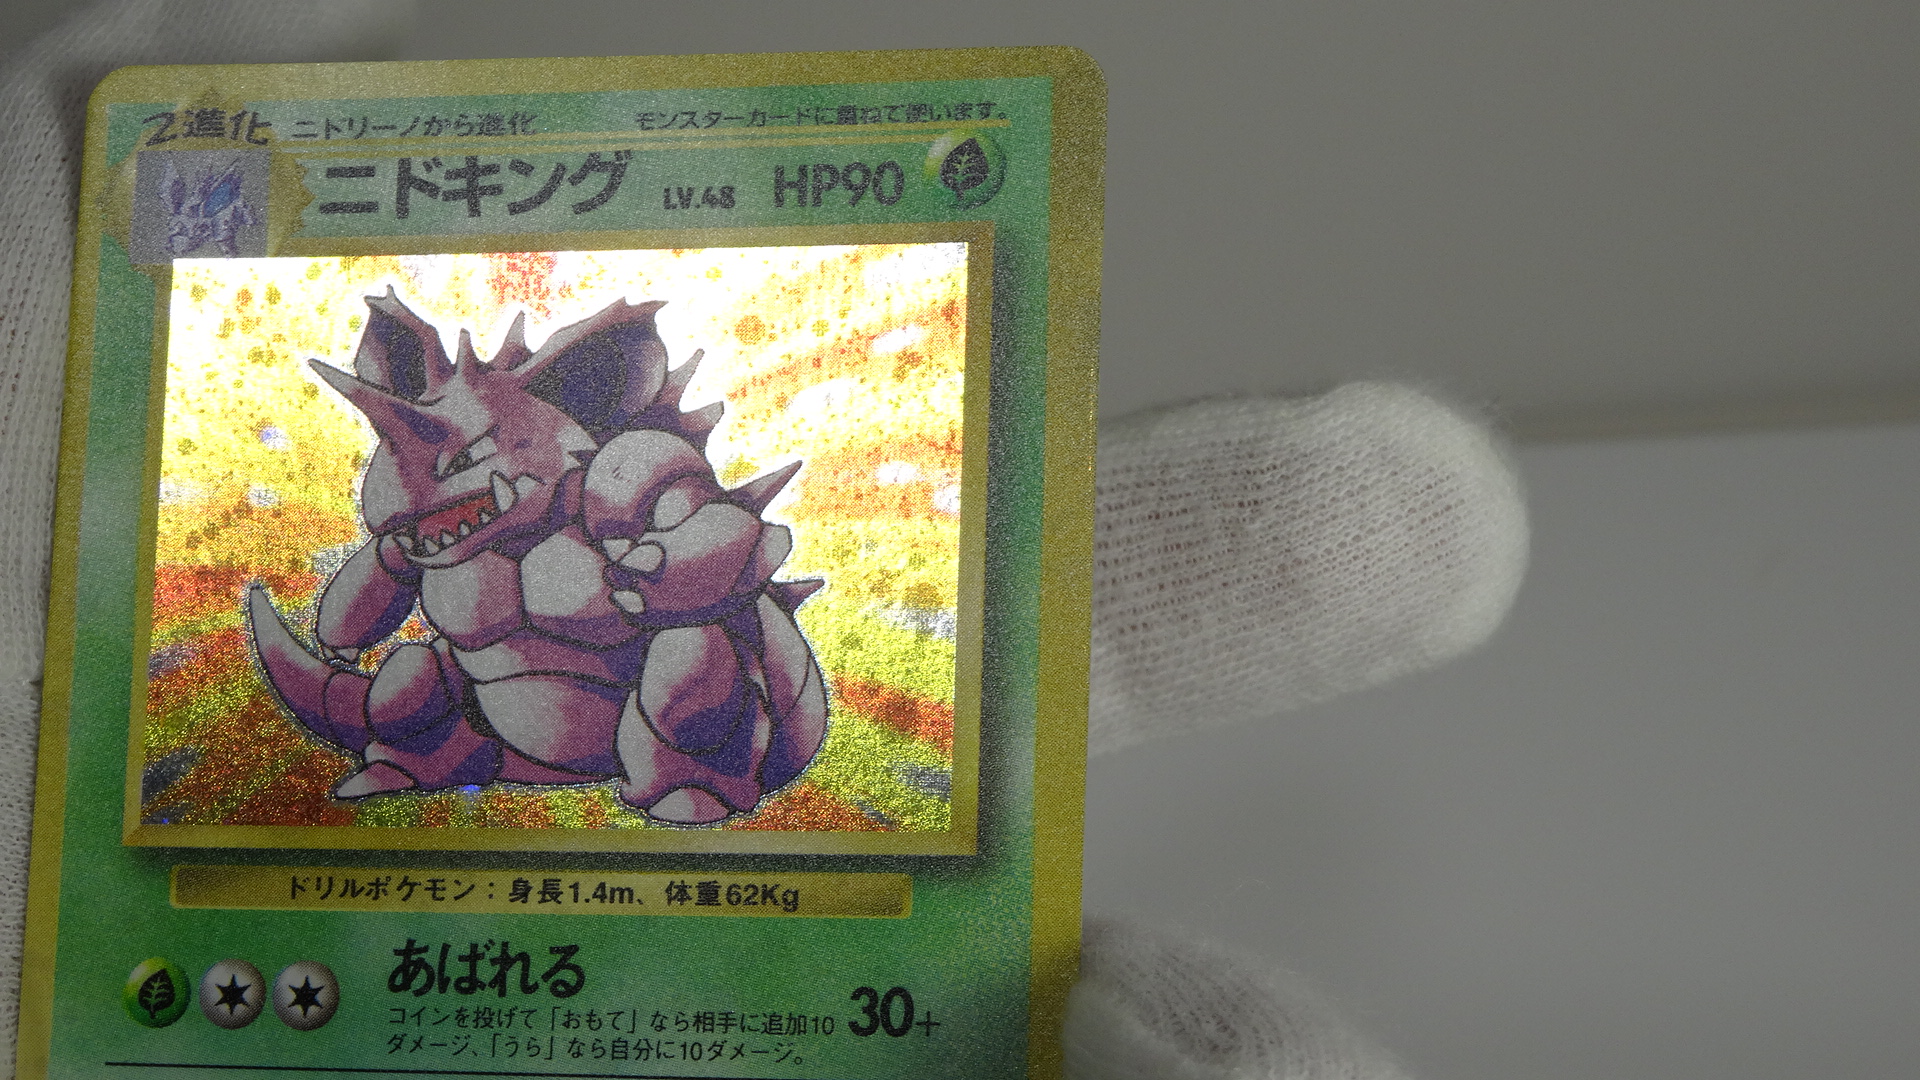 2進化 ニドリーノから進化 モンスターカードに重ねて使います。
ニドキング LV.48 HP90
ドリルポケモン：身長1.4m、体重62Kg
あばれる
30+
コインを投げて「おもて」なら相手に追加10
ダメージ、「うら」なら自分に10ダメージ。